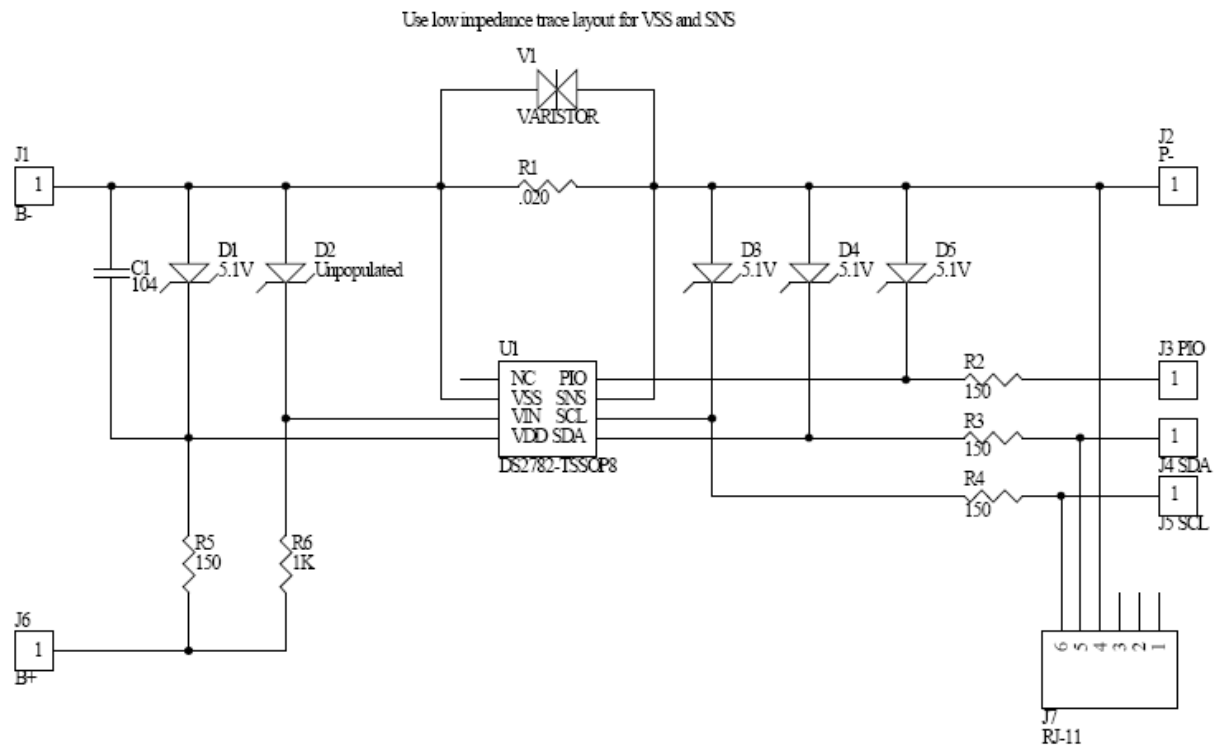 Use low inpedance trace layout for VSS and SNS
V1
VARISTOR
J1
1
B-
R1
.020
J2
P-
1
C1
104
D1
5.1V
D2
Unpopulated
D3
5.1V
D4
5.1V
D5
5.1V
U1
NC PIO
VSS SNS
VIN SCL
VDD SDA
DS2782-TSSOP8
R2
150
J3 PIO
1
R3
150
1
J4 SDA
R4
150
1
J5 SCL
R5
150
R6
1K
J6
1
B+
6 5 4 3 2 1
J7
RJ-11